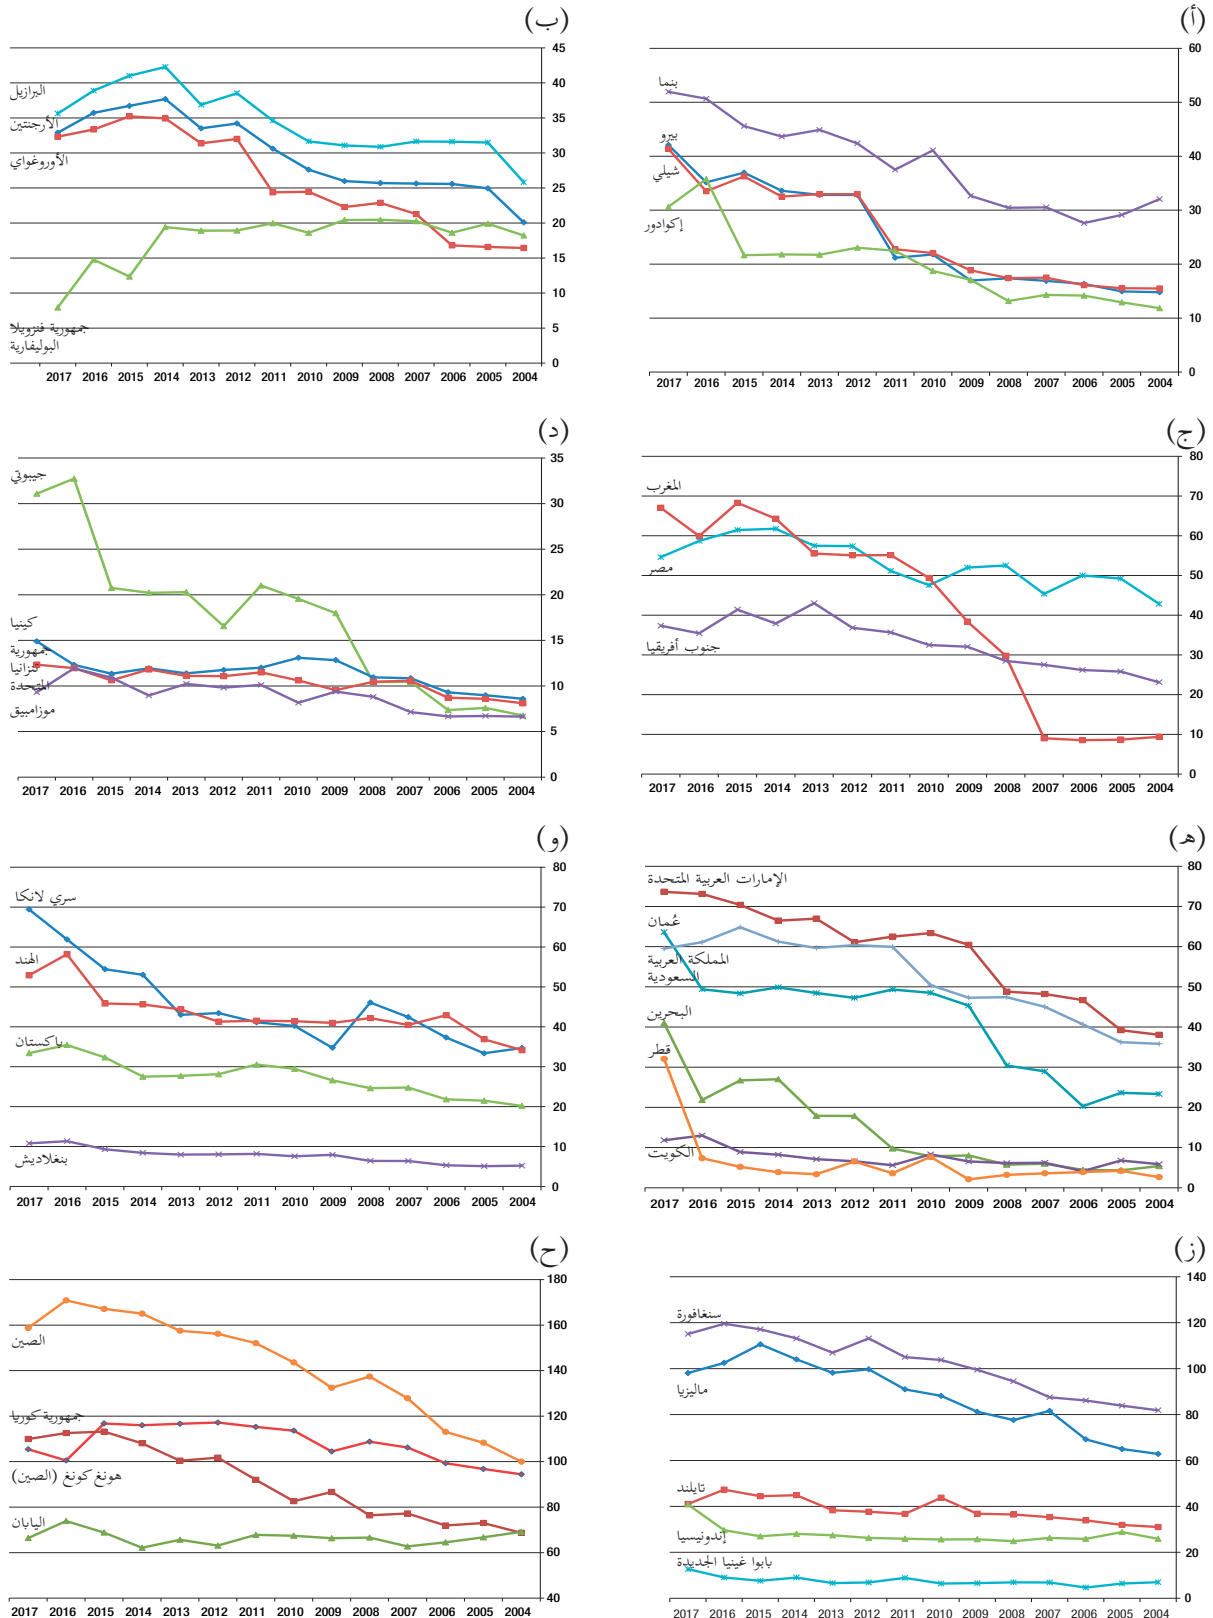 (أ)
60
50
40
30
20
10
0
بنما
بيرو
شيلي
إكوادور
2017 2016 2015 2014 2013 2012 2011 2010 2009 2008 2007 2006 2005 2004
(ب)
45
40
35
30
25
20
15
10
5
0
البرازيل
الأرجنتين
الأوروغواي
جمهورية فنزويلا
البوليفارية
2017 2016 2015 2014 2013 2012 2011 2010 2009 2008 2007 2006 2005 2004
(ج)
80
70
60
50
40
30
20
10
0
المغرب
مصر
جنوب أفريقيا
2017 2016 2015 2014 2013 2012 2011 2010 2009 2008 2007 2006 2005 2004
(د)
35
30
25
20
15
10
5
0
جيبوتي
كينيا
جمهورية
تنزانيا
المتحدة
موزامبيق
2017 2016 2015 2014 2013 2012 2011 2010 2009 2008 2007 2006 2005 2004
(ه)
80
70
60
50
40
30
20
10
0
الإمارات العربية المتحدة
عُمان
المملكة العربية
السعودية
البحرين
قطر
الكويت
2017 2016 2015 2014 2013 2012 2011 2010 2009 2008 2007 2006 2005 2004
(و)
80
70
60
50
40
30
20
10
0
سري لانكا
الهند
باكستان
بنغلاديش
2017 2016 2015 2014 2013 2012 2011 2010 2009 2008 2007 2006 2005 2004
(ز)
140
120
100
80
60
40
20
0
سنغافورة
ماليزيا
تايلند
إندونيسيا
بابوا غينيا الجديدة
2017 2016 2015 2014 2013 2012 2011 2010 2009 2008 2007 2006 2005 2004
(ح)
180
160
140
120
100
80
60
40
الصين
جمهورية كوريا
هونغ كونغ (الصين)
اليابان
2017 2016 2015 2014 2013 2012 2011 2010 2009 2008 2007 2006 2005 2004